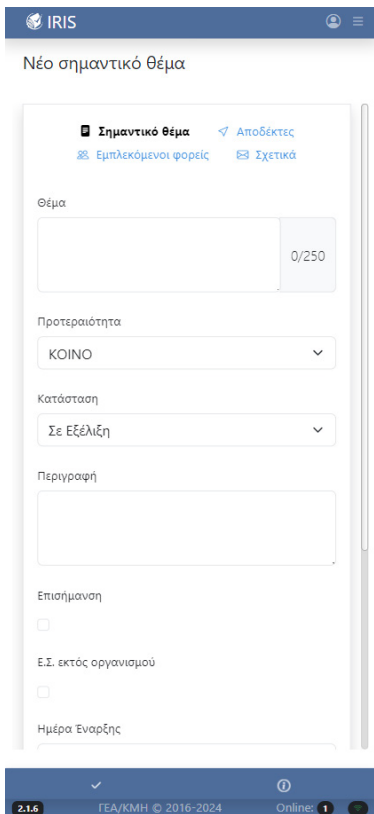 IRIS
Νέο σημαντικό θέμα
Σημαντικό θέμα Αποδέκτες
Εμπλεκόμενοι φορείς Σχετικά
Θέμα
0/250
Προτεραιότητα
ΚΟΙΝΟ
Κατάσταση
Σε Εξέλιξη
Περιγραφή
Επισήμανση
Ε.Σ. εκτός οργανισμού
Ημέρα Έναρξης
2.1.6 ΓΕΑ/ΚΜΗ © 2016-2024 Online: 1